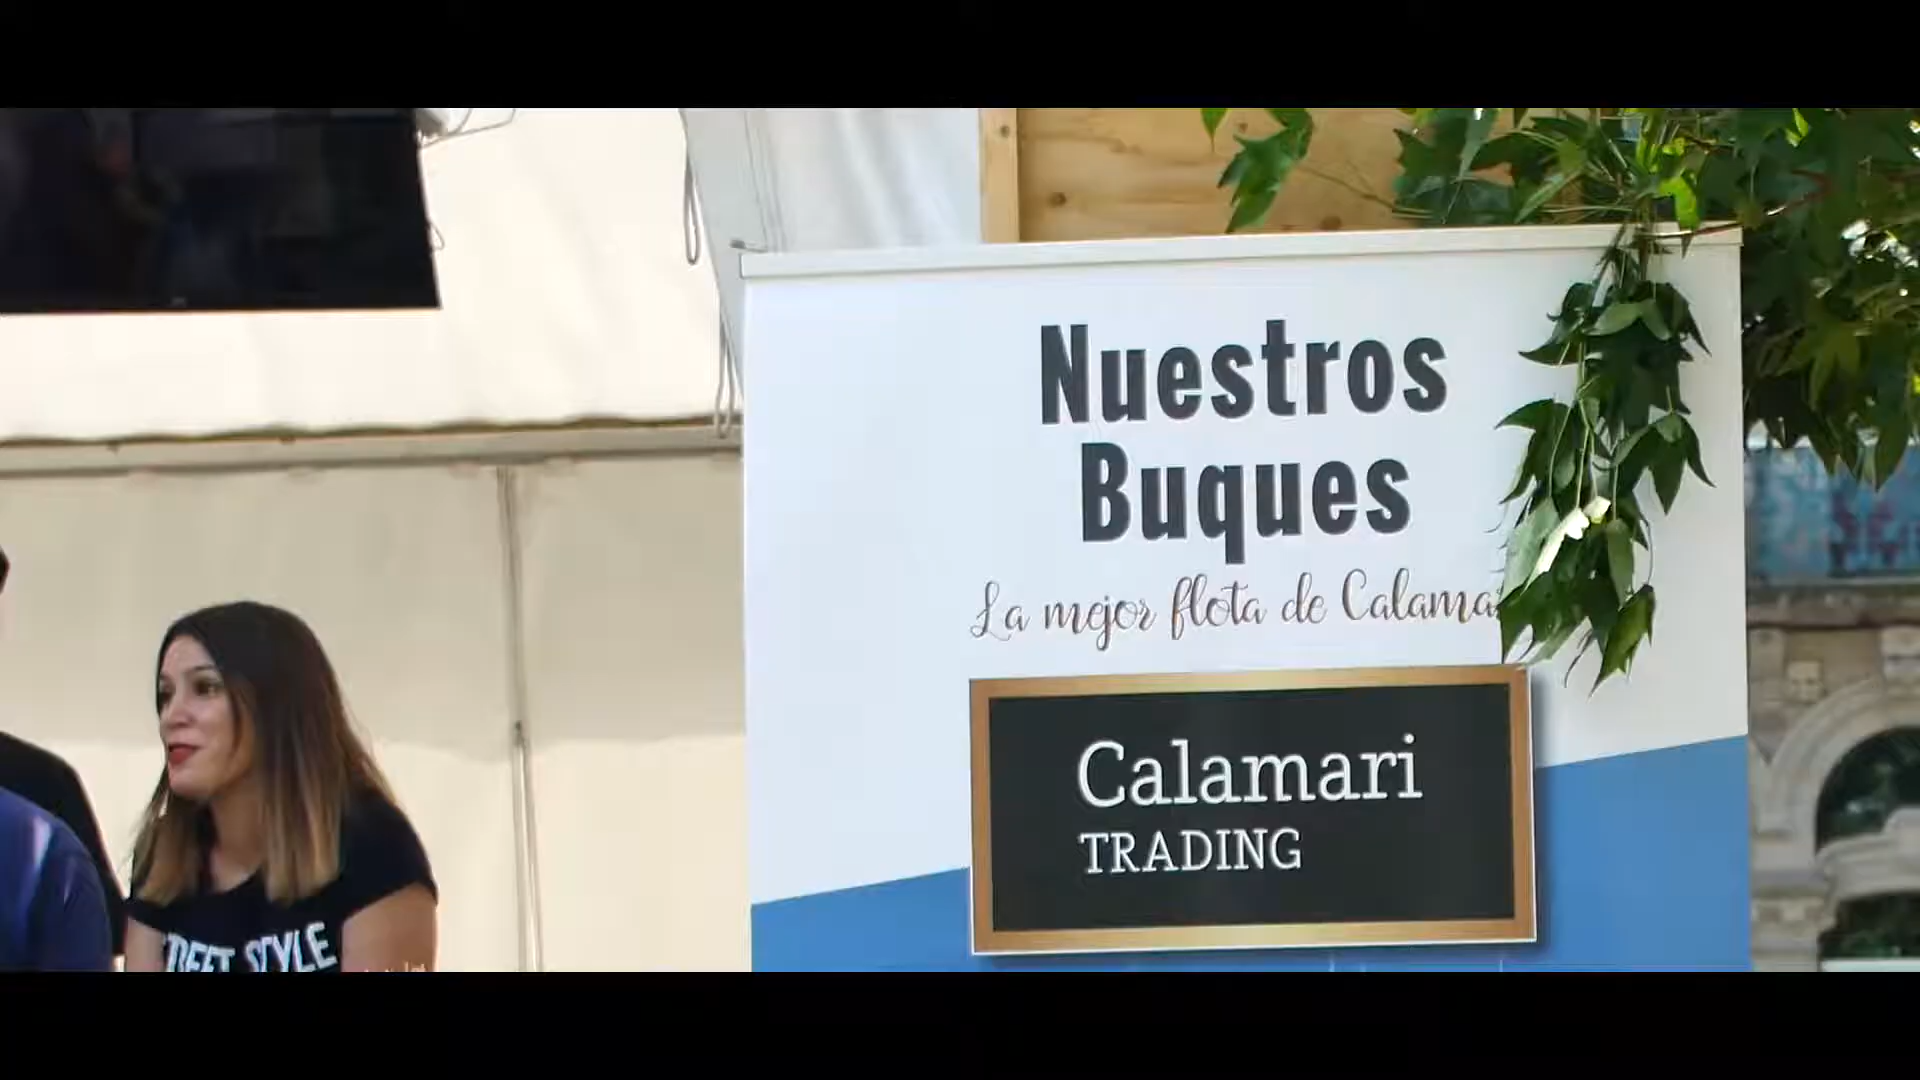 Nuestros
Buques
La mejor flota de Calama
Calamari
TRADING
STYLE